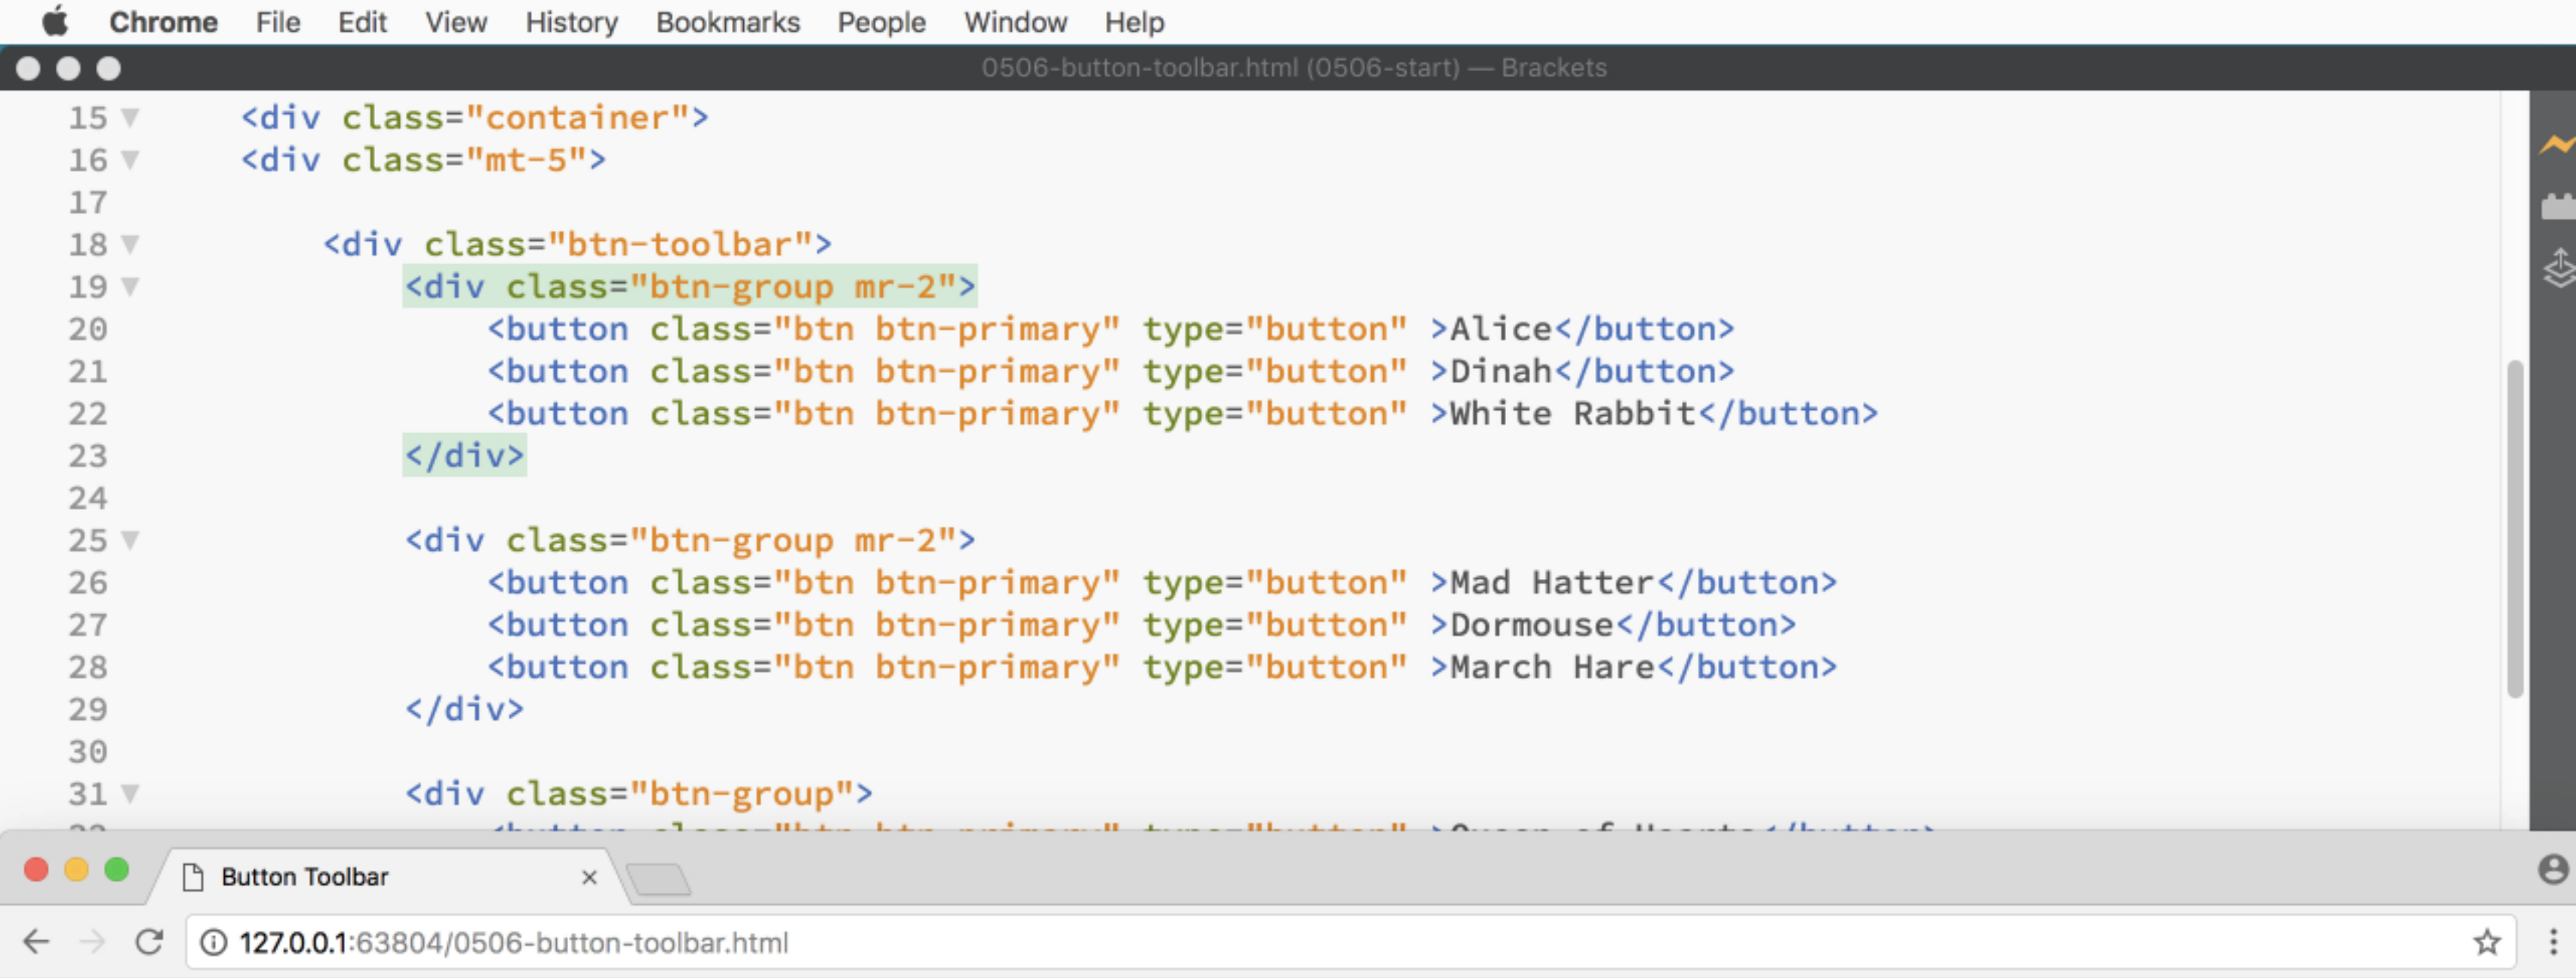 Chrome File Edit View History Bookmarks People Window Help
0506-button-toolbar.html (0506-start) — Brackets
15 <div class="container">
16 <div class="mt-5">
17
18 <div class="btn-toolbar">
19 <div class="btn-group mr-2">
20 <button class="btn btn-primary" type="button" >Alice</button>
21 <button class="btn btn-primary" type="button" >Dinah</button>
22 <button class="btn btn-primary" type="button" >White Rabbit</button>
23 </div>
24
25 <div class="btn-group mr-2">
26 <button class="btn btn-primary" type="button" >Mad Hatter</button>
27 <button class="btn btn-primary" type="button" >Dormouse</button>
28 <button class="btn btn-primary" type="button" >March Hare</button>
29 </div>
30
31 <div class="btn-group">
Button Toolbar
127.0.0.1:63804/0506-button-toolbar.html